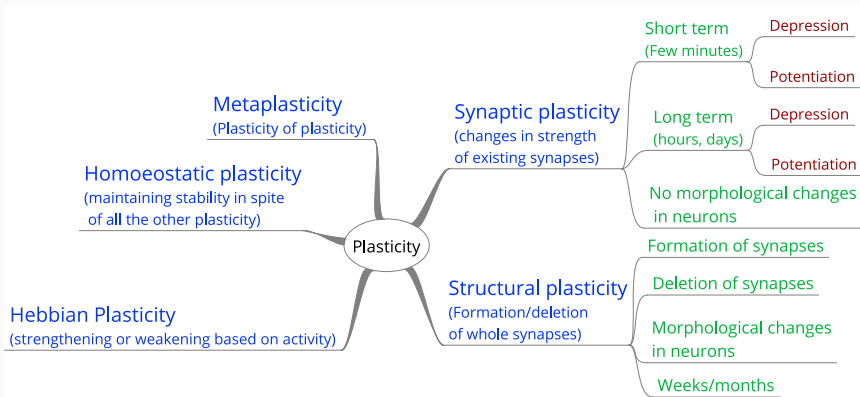 Metaplasticity
(Plasticity of plasticity)
Homoeostatic plasticity
(maintaining stability in spite
of all the other plasticity)
Hebbian Plasticity
(strengthening or weakening based on activity)
Plasticity
Synaptic plasticity
(changes in strength
of existing synapses)
Short term
(Few minutes)
Depression
Potentiation
Long term
(hours, days)
Depression
Potentiation
No morphological changes
in neurons
Structural plasticity
(Formation/deletion
of whole synapses)
Formation of synapses
Deletion of synapses
Morphological changes
in neurons
Weeks/months